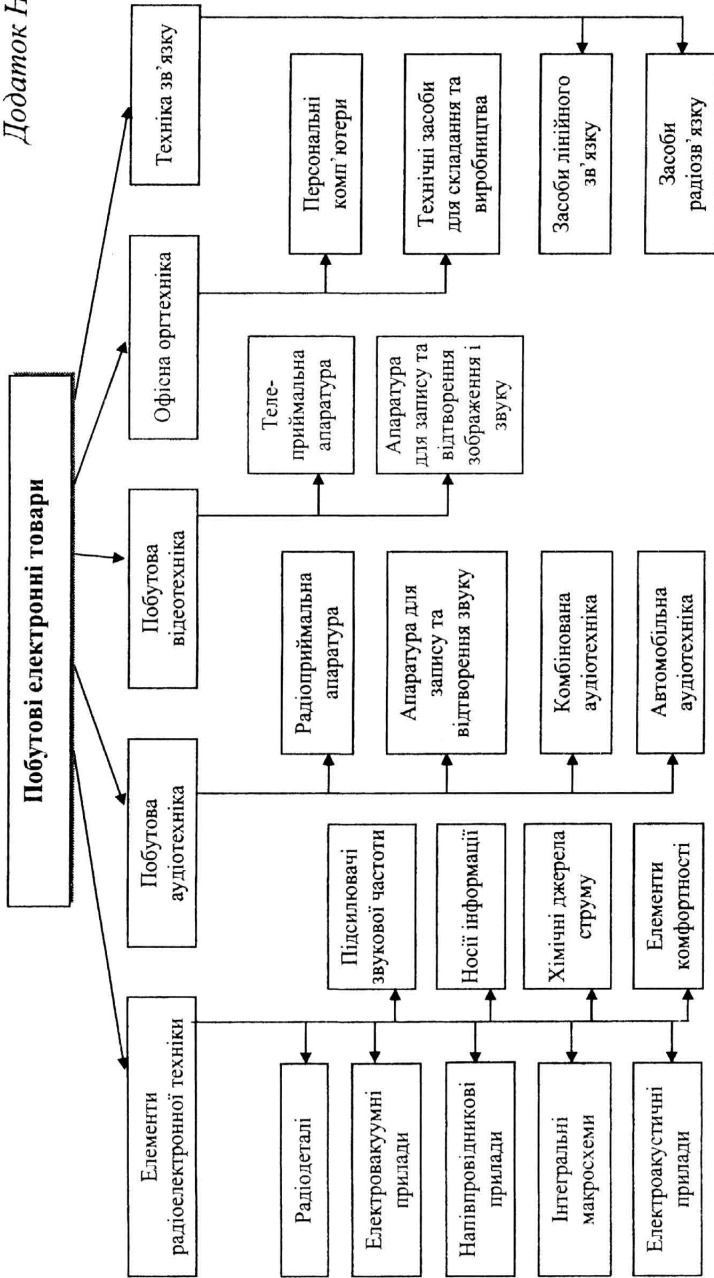 Додаток Н
Побутові електронні товари
Елементи
радіоелектронної техніки
Побутова
аудіотехніка
Побутова
відеотехніка
Офісна оргтехніка
Техніка зв’язку
Радіодеталі
Електровакуумні
прилади
Напівпровідникові
прилади
Інтегральні
макросхеми
Електроакустичні
прилади
Підсилювачі
звукової частоти
Носії інформації
Хімічні джерела
струму
Елементи
комфортності
Радіоприймальна
апаратура
Апаратура для
запису та
відтворення звуку
Комбінована
аудіотехніка
Автомобільна
аудіотехніка
Теле-
приймальна
апаратура
Апаратура
для запису та
відтворення
зображення і
звуку
Персональні
комп’ютери
Технічні засоби
для складання та
виробництва
Засоби лінійного
зв’язку
Засоби
радіозв’язку